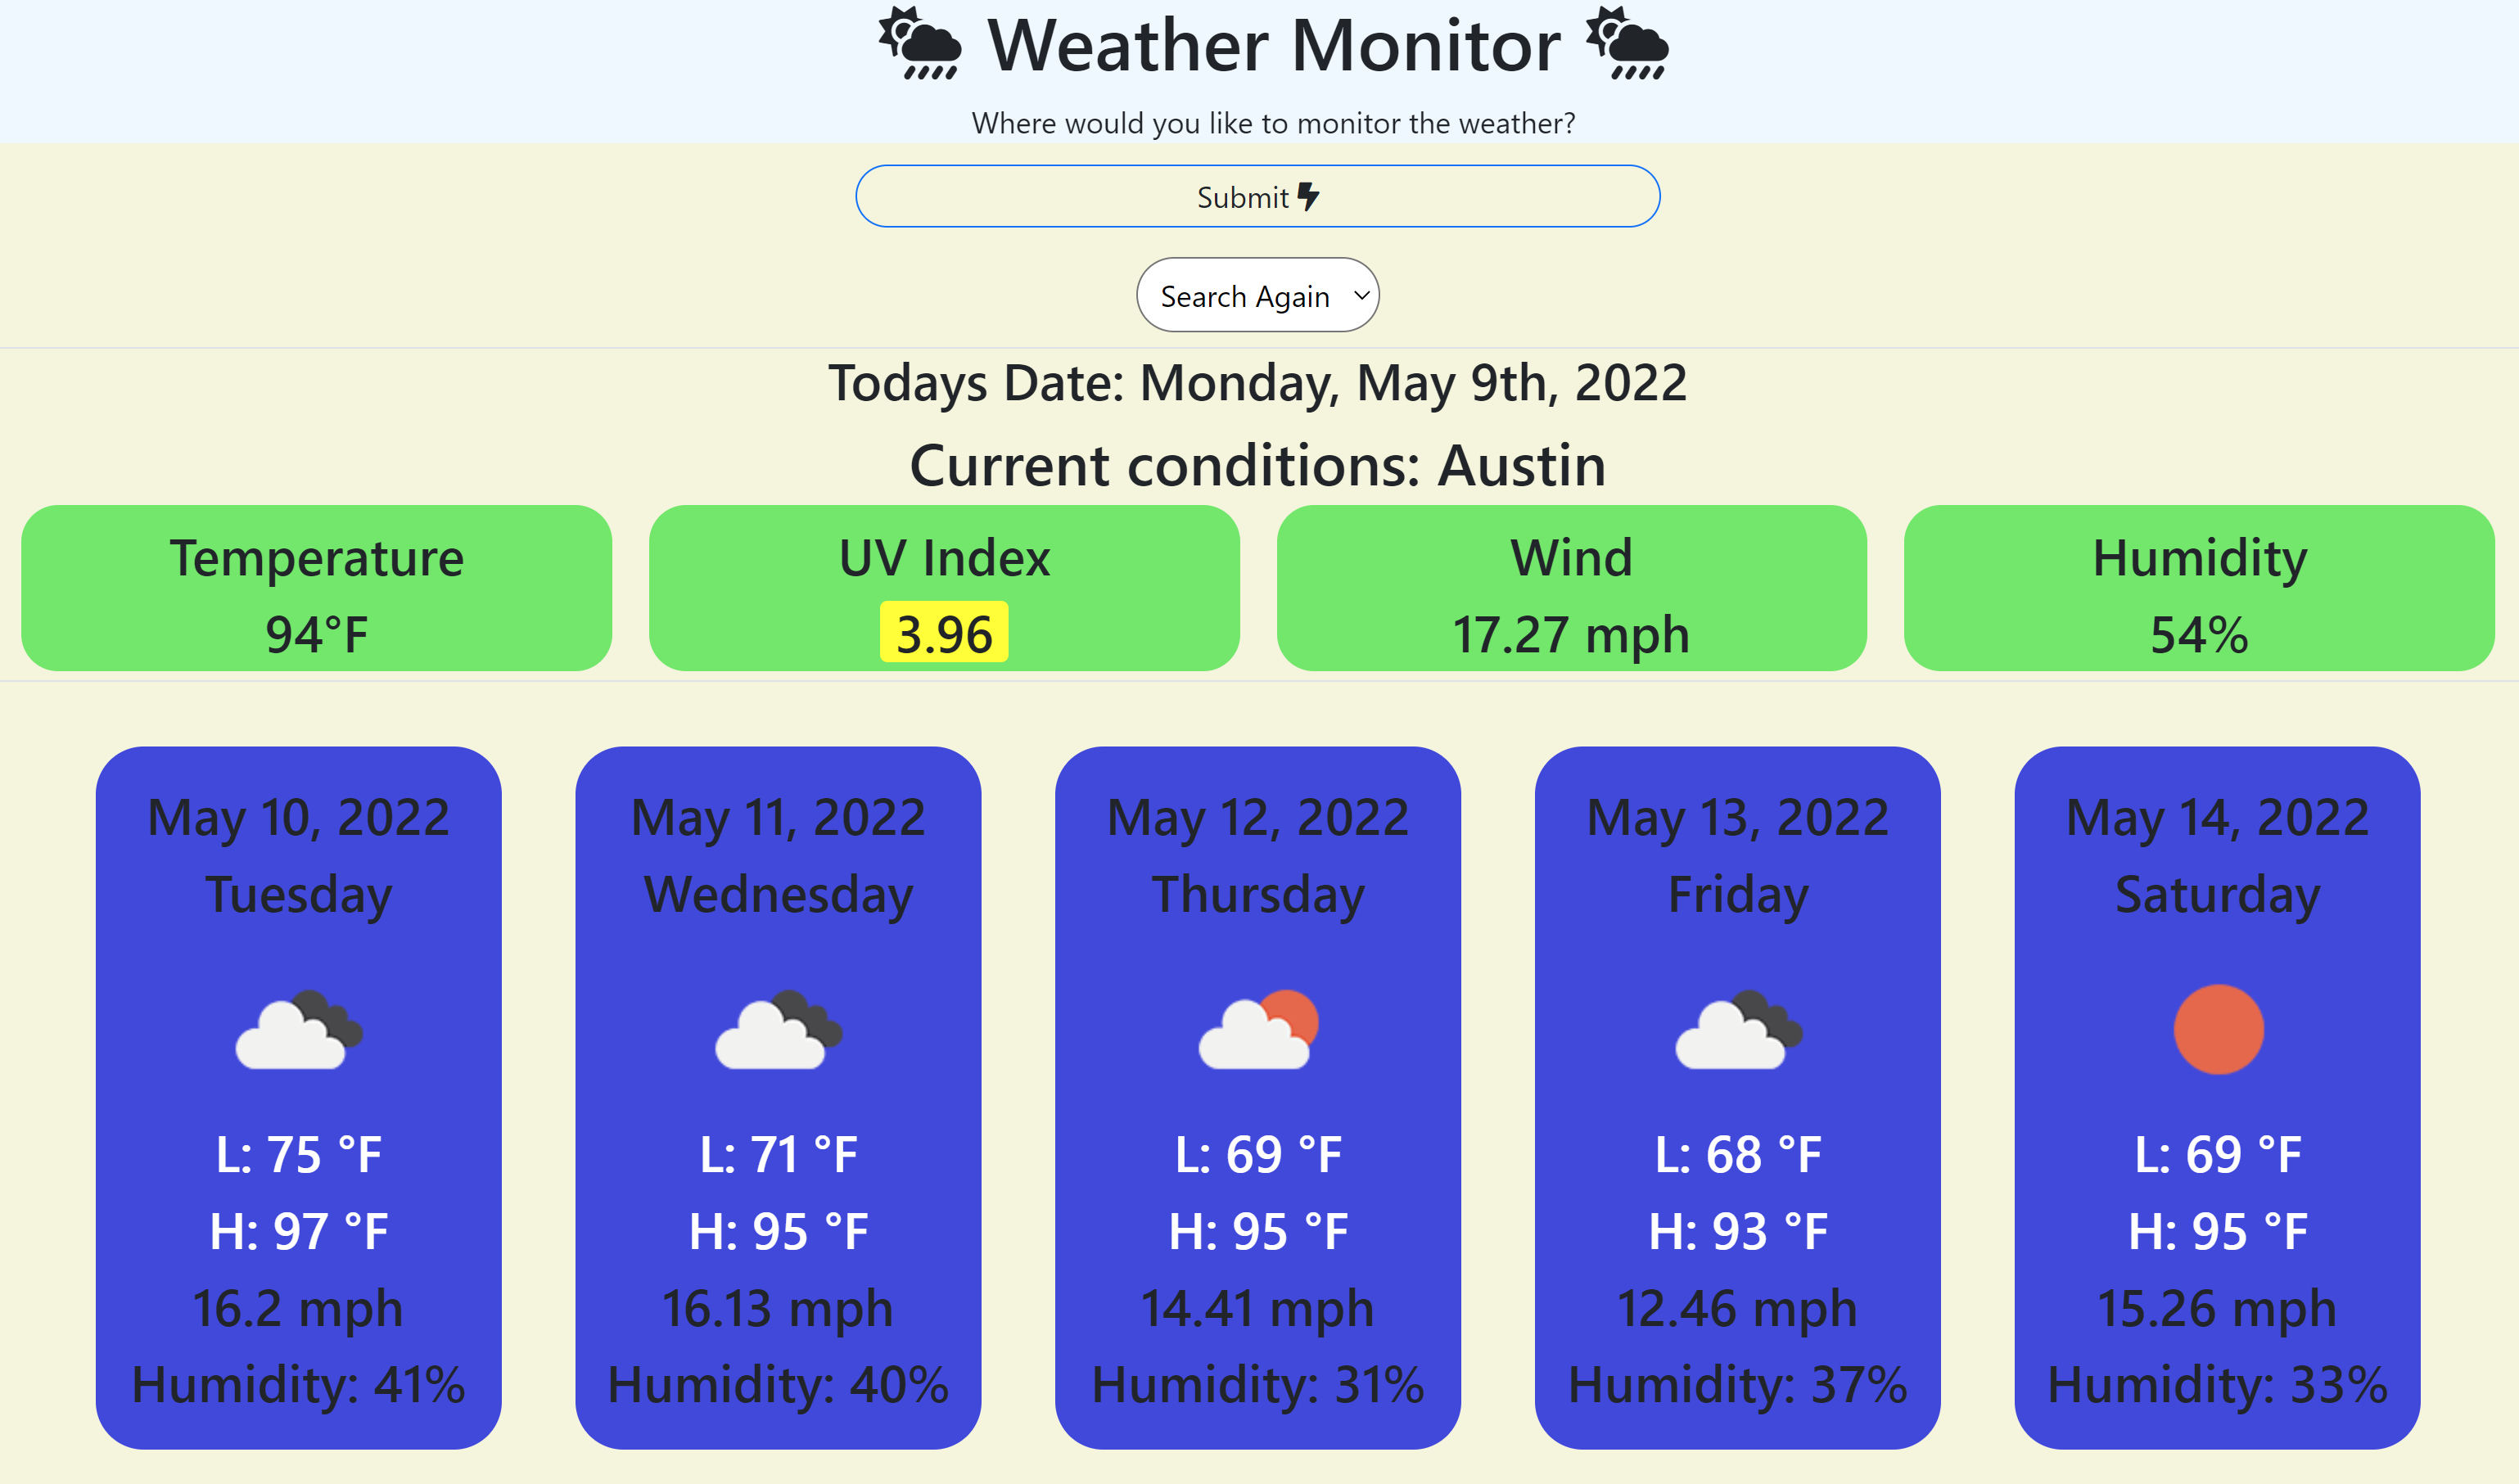 Weather Monitor
Where would you like to monitor the weather?
Submit
Search Again
Todays Date: Monday, May 9th, 2022
Current conditions: Austin
Temperature
94°F
UV Index
3.96
Wind
17.27 mph
Humidity
54%
May 10, 2022
Tuesday
L: 75 °F
H: 97 °F
16.2 mph
Humidity: 41%
May 11, 2022
Wednesday
L: 71 °F
H: 95 °F
16.13 mph
Humidity: 40%
May 12, 2022
Thursday
L: 69 °F
H: 95 °F
14.41 mph
Humidity: 31%
May 13, 2022
Friday
L: 68 °F
H: 93 °F
12.46 mph
Humidity: 37%
May 14, 2022
Saturday
L: 69 °F
H: 95 °F
15.26 mph
Humidity: 33%